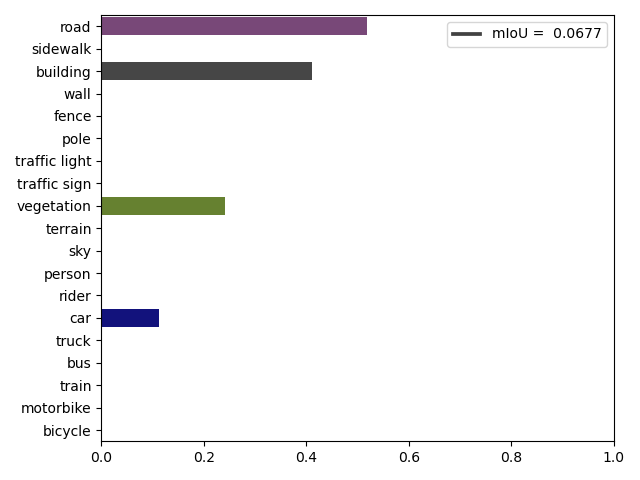 road
sidewalk
building
wall
fence
pole
traffic light
traffic sign
vegetation
terrain
sky
person
rider
car
truck
bus
train
motorbike
bicycle
mIoU =  0.0677
0.0 0.2 0.4 0.6 0.8 1.0